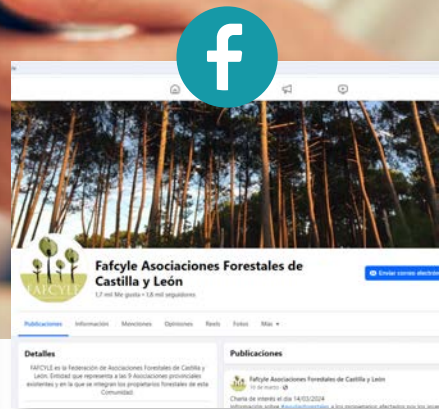 f
FAFCYLE
Fafcyle Asociaciones Forestales de
Castilla y León
1,7 mil Me gusta • 1,8 mil seguidores
Enviar correo electrón
Publicaciones Información Menciones Opiniones Reels Fotos Más
Detalles
FAFCYLE es la Federación de Asociaciones Forestales de Castilla y
León. Entidad que representa a las 9 Asociaciones provinciales
existentes y en la que se integran los propietarios forestales de esta
Comunidad.
Publicaciones
Fafcyle Asociaciones Forestales de Castilla y León
Charla de interés el día 14/03/2024